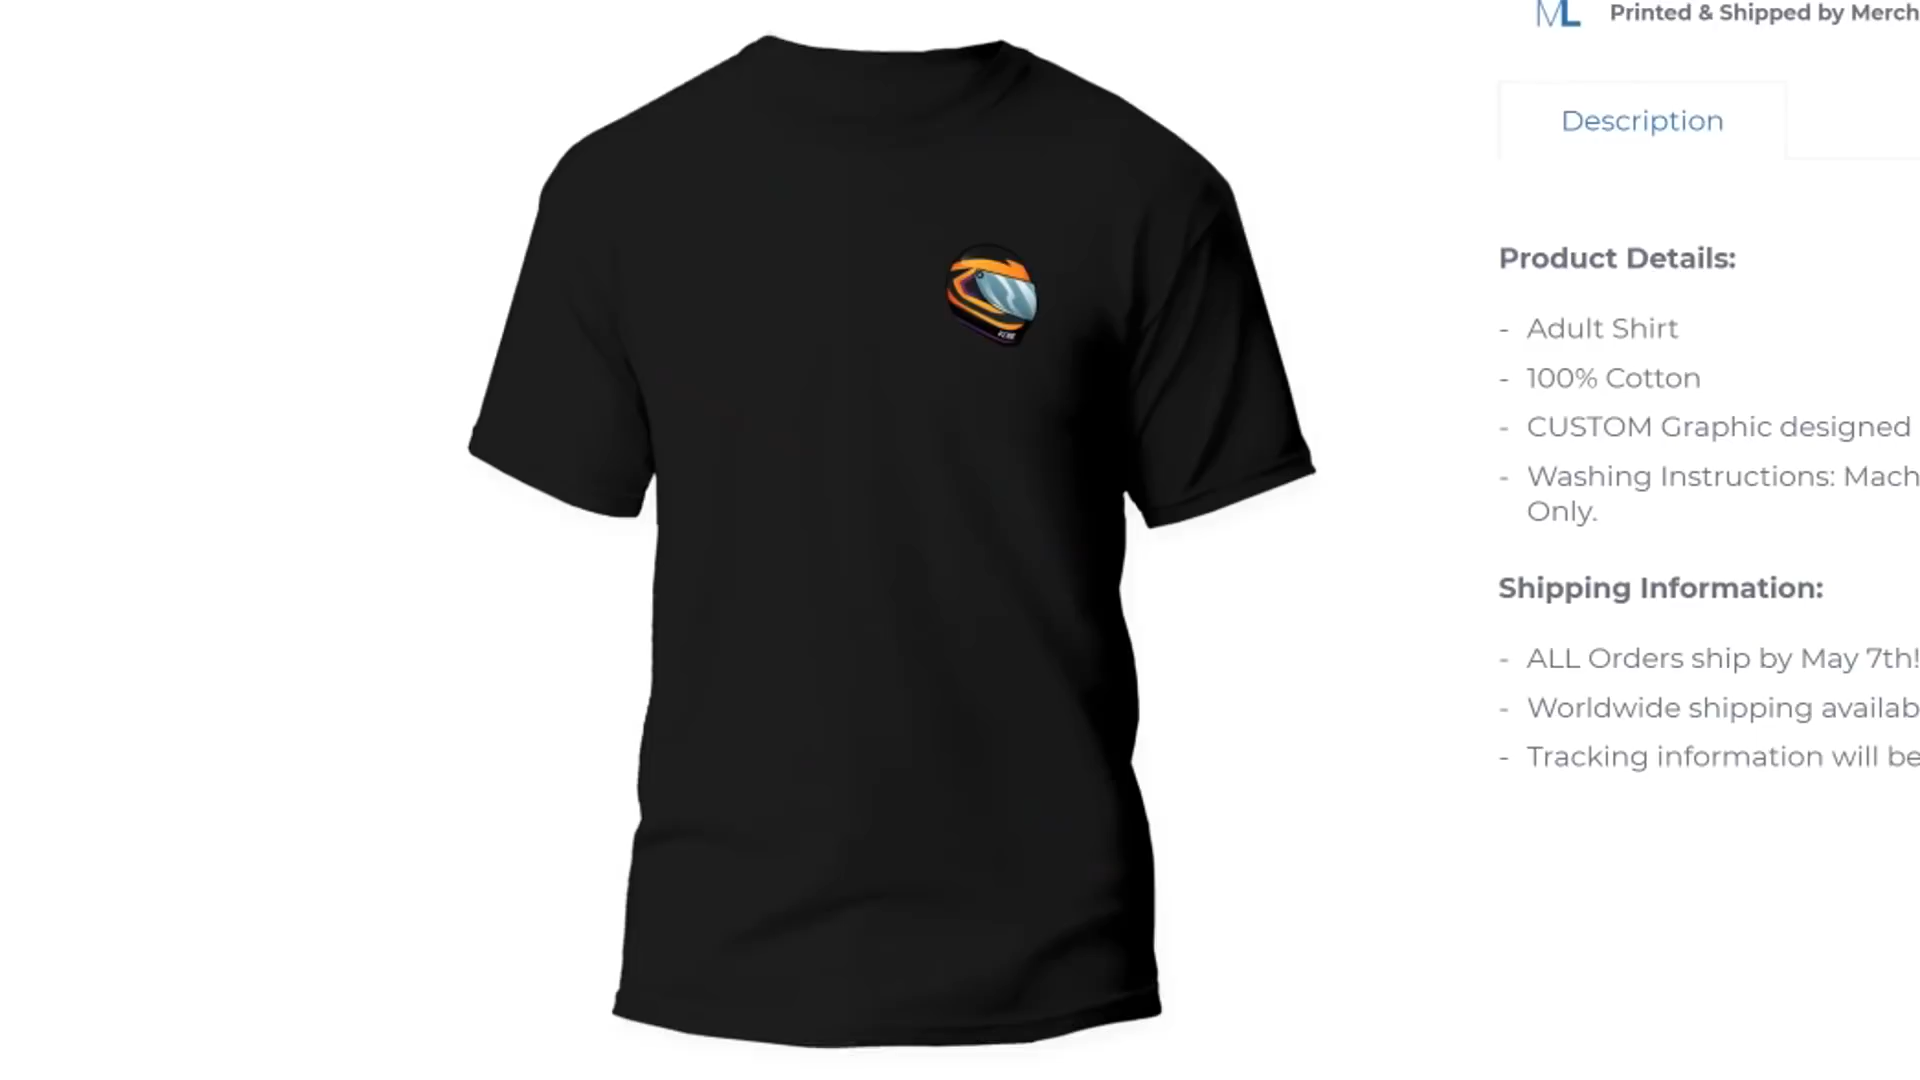 ML Printed & Shipped by Merch
Description
Product Details:
- Adult Shirt
- 100% Cotton
- CUSTOM Graphic designed
- Washing Instructions: Mach
Only.
Shipping Information:
- ALL Orders ship by May 7th!
- Worldwide shipping availab
- Tracking information will be